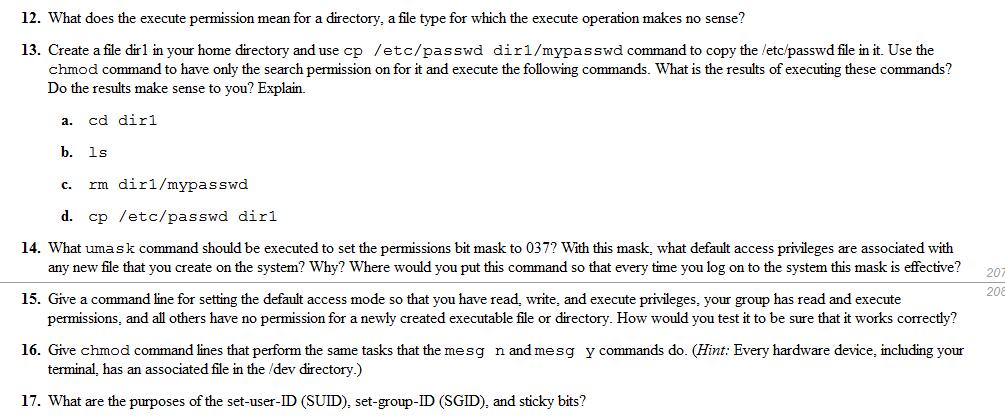 12. What does the execute permission mean for a directory, a file type for which the execute operation makes no sense?
13. Create a file dir1 in your home directory and use cp /etc/passwd dir1/mypasswd command to copy the /etc/passwd file in it. Use the
chmod command to have only the search permission on for it and execute the following commands. What is the results of executing these commands?
Do the results make sense to you? Explain.
a. cd dir1
b. ls
c. rm dir1/mypasswd
d. cp /etc/passwd dir1
14. What umask command should be executed to set the permissions bit mask to 037? With this mask, what default access privileges are associated with
any new file that you create on the system? Why? Where would you put this command so that every time you log on to the system this mask is effective?
207
208
15. Give a command line for setting the default access mode so that you have read, write, and execute privileges, your group has read and execute
permissions, and all others have no permission for a newly created executable file or directory. How would you test it to be sure that it works correctly?
16. Give chmod command lines that perform the same tasks that the mesg n and mesg y commands do. (Hint: Every hardware device, including your
terminal, has an associated file in the /dev directory.)
17. What are the purposes of the set-user-ID (SUID), set-group-ID (SGID), and sticky bits?